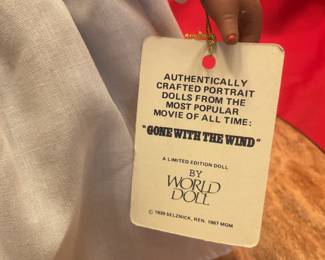 AUTHENTICALLY
CRAFTED PORTRAIT
DOLLS FROM THE
MOST POPULAR
MOVIE OF ALL TIME:
"GONE WITH THE WIND"
A LIMITED EDITION DOLL
BY
WORLD
DOLL
© 1939 SELZNICK, REN. 1967 MGM